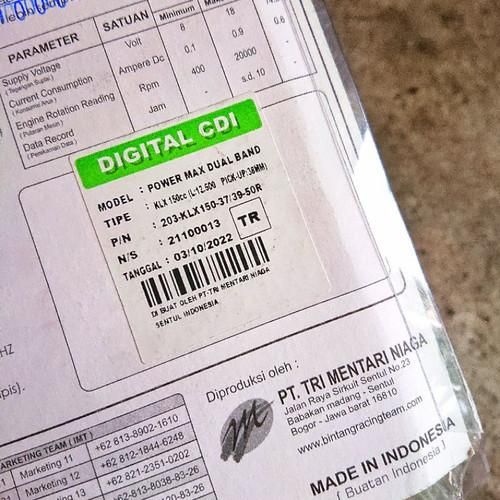 PARAMETER SATUAN Minimum
Supply Voltage Volt 8 18
( Tegangan Suplai )
Current Consumption Ampere Dc 0.1 0.9
( Konsumsi Arus )
Engine Rotation Reading Rpm 400 20000
( Putaran Mesin )
Data Record Jam s.d. 10
( Perekaman Data )
DIGITAL CDI
MODEL : POWER MAX DUAL BAND
TIPE : KLX 150cc (L-12.500 PICK-UP:39MM)
P/N : 203-KLX150-37/39-50R
N/S : 21100013
TANGGAL : 03/10/2022
TR
DI BUAT OLEH PT-TRI MENTARI NIAGA
SENTUL INDONESIA
HZ
ipis].
Diproduksi oleh :
PT. TRI MENTARI NIAGA
Jalan Raya Sirkuit Sentul No.23
Babakan madang - Sentul
Bogor - Jawa barat 16810
www.bintangracingteam.com
MADE IN INDONESIA
[ Buatan Indonesia ]
MARKETING TEAM ( IMT )
Marketing 11 +62 813-8902-1610
Marketing 12 +62 812-1844-6248
Marketing 13 +62 821-2351-0202
+62 813-8038-83-26